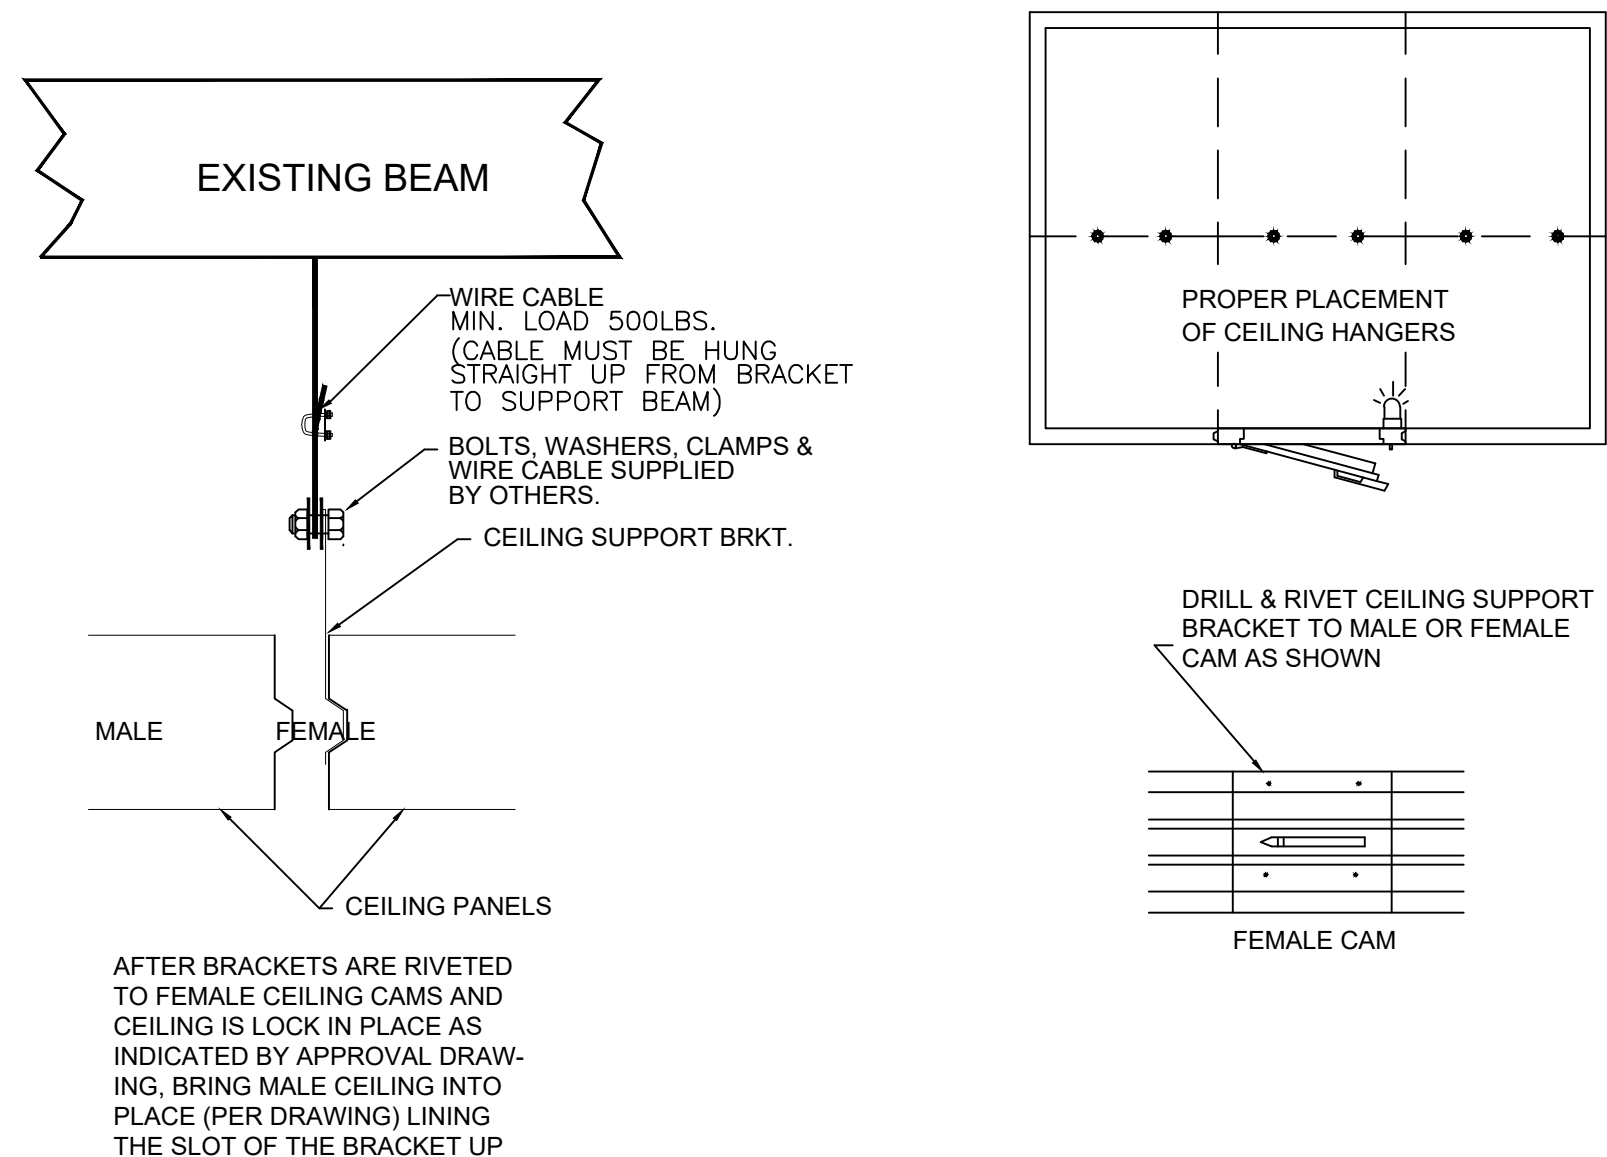 EXISTING BEAM
WIRE CABLE
MIN. LOAD 500LBS.
(CABLE MUST BE HUNG
STRAIGHT UP FROM BRACKET
TO SUPPORT BEAM)
BOLTS, WASHERS, CLAMPS &
WIRE CABLE SUPPLIED
BY OTHERS.
CEILING SUPPORT BRKT.
MALE
FEMALE
CEILING PANELS
AFTER BRACKETS ARE RIVETED
TO FEMALE CEILING CAMS AND
CEILING IS LOCK IN PLACE AS
INDICATED BY APPROVAL DRAW-
ING, BRING MALE CEILING INTO
PLACE (PER DRAWING) LINING
THE SLOT OF THE BRACKET UP
PROPER PLACEMENT
OF CEILING HANGERS
DRILL & RIVET CEILING SUPPORT
BRACKET TO MALE OR FEMALE
CAM AS SHOWN
FEMALE CAM